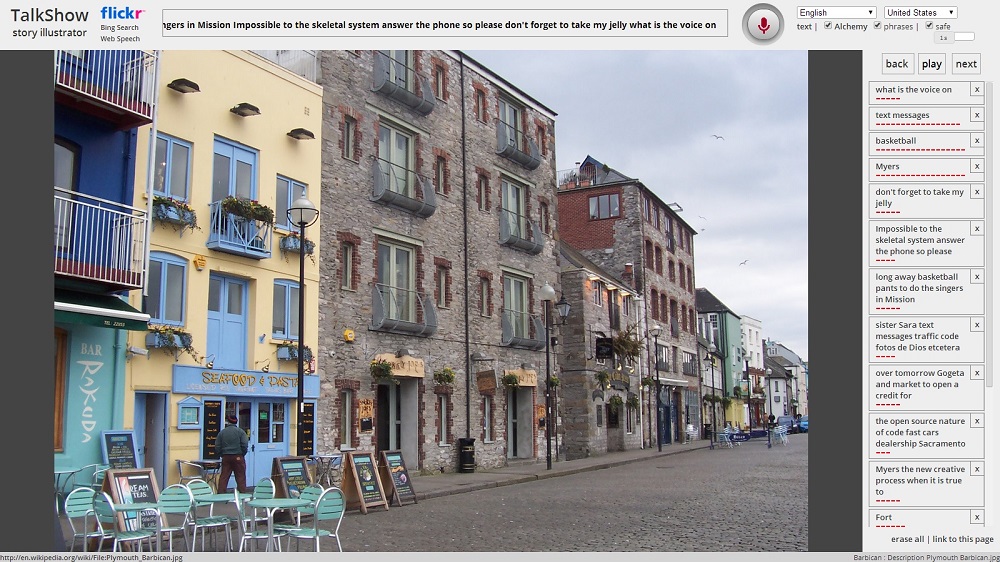 TalkShow
story illustrator
flickr
Bing Search
Web Speech
ingers in Mission Impossible to the skeletal system answer the phone so please don't forget to take my jelly what is the voice on
English
United States
text | Alchemy | phrases | safe
1s
back play next
what is the voice on x
text messages x
basketball x
Myers x
don't forget to take my x
jelly
Impossible to the x
skeletal system answer
the phone so please
long away basketball x
pants to do the singers
in Mission
sister Sara text x
messages traffic code
fotos de Dios etcetera
over tomorrow Gogeta x
and market to open a
credit for
the open source nature x
of code fast cars
dealership Sacramento
Myers the new creative x
process when it is true
to
Fort x
erase all | link to this page
BAR
RAKUDA
SEAFOOD & PASTA
http://en.wikipedia.org/wiki/File:Plymouth_Barbican.jpg
Barbican : Description Plymouth Barbican.jpg